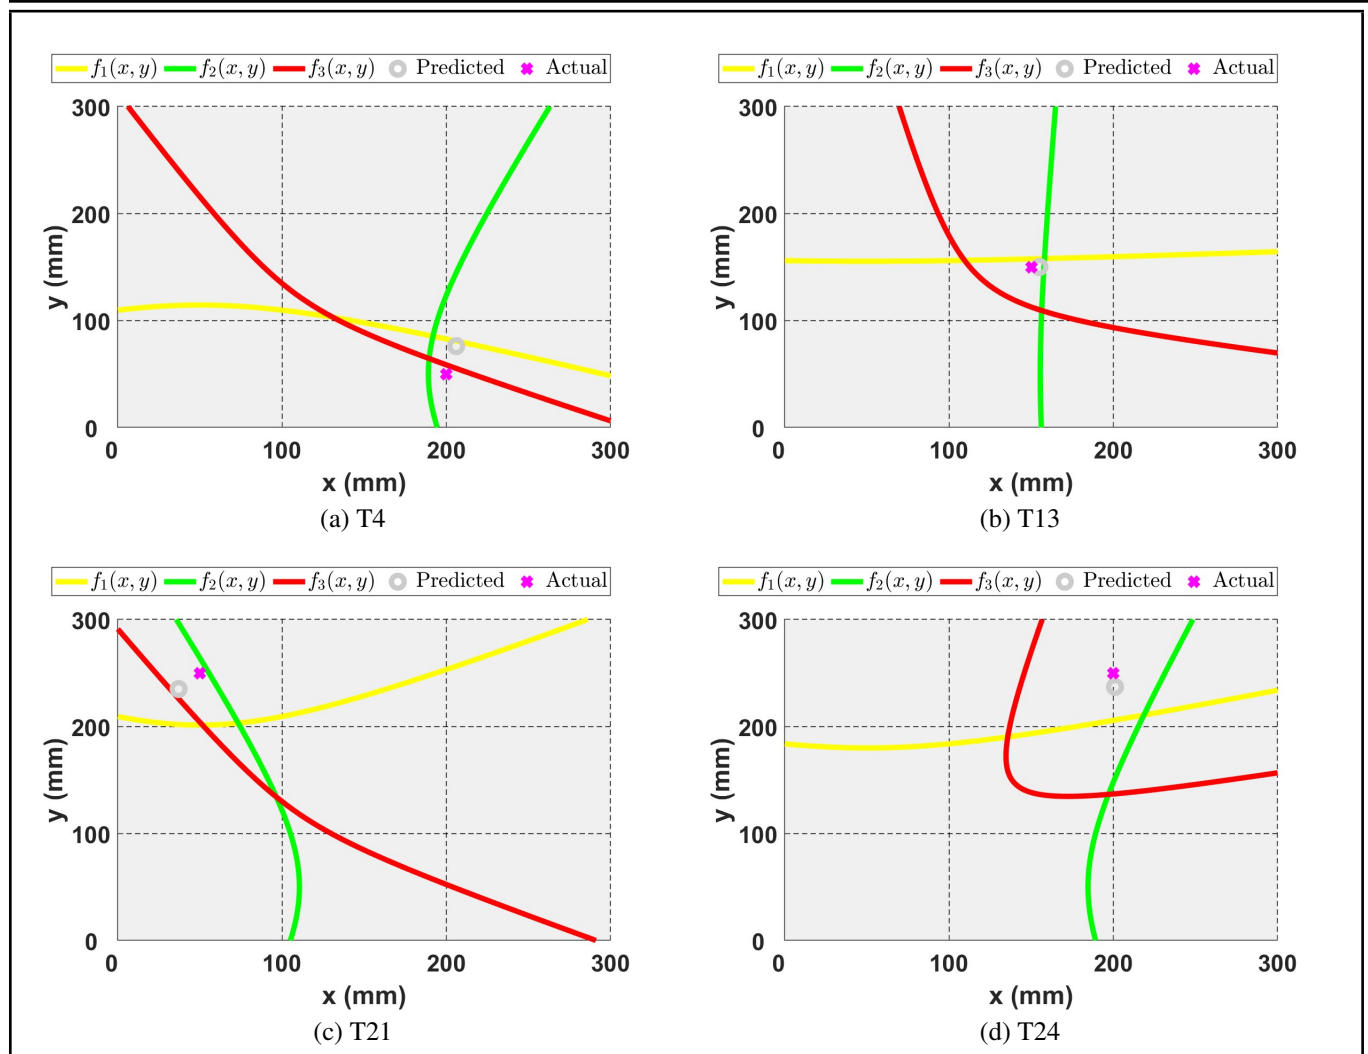 f₁(x, y) f₂(x, y) f₃(x, y) Predicted Actual
300
200
100
0
y (mm)
0 100 200 300
x (mm)
(a) T4
f₁(x, y) f₂(x, y) f₃(x, y) Predicted Actual
300
200
100
0
y (mm)
0 100 200 300
x (mm)
(b) T13
f₁(x, y) f₂(x, y) f₃(x, y) Predicted Actual
300
200
100
0
y (mm)
0 100 200 300
x (mm)
(c) T21
f₁(x, y) f₂(x, y) f₃(x, y) Predicted Actual
300
200
100
0
y (mm)
0 100 200 300
x (mm)
(d) T24